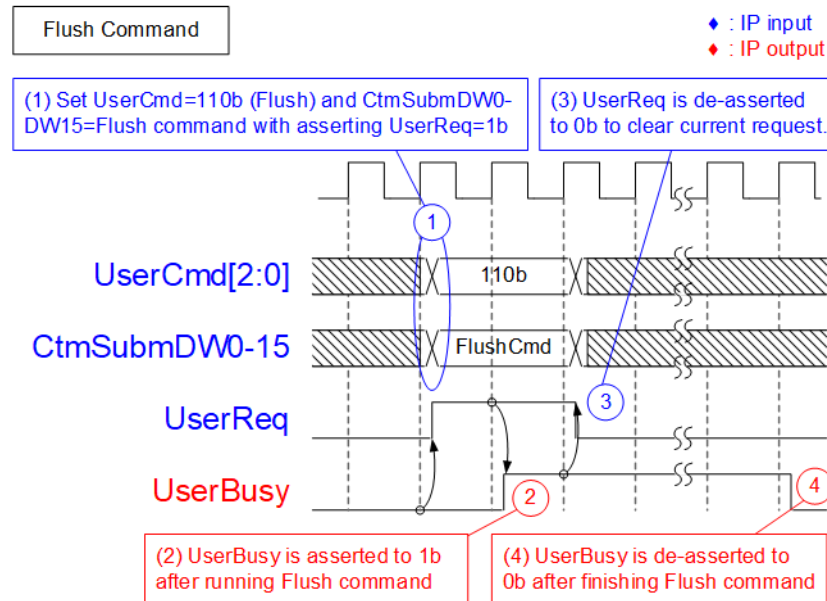 Flush Command
♦ : IP input
♦ : IP output
(1) Set UserCmd=110b (Flush) and CtmSubmDW0-
DW15=Flush command with asserting UserReq=1b
(3) UserReq is de-asserted
to 0b to clear current request.
1
UserCmd[2:0]
110b
CtmSubmDW0-15
FlushCmd
UserReq
3
UserBusy
2
4
(2) UserBusy is asserted to 1b
after running Flush command
(4) UserBusy is de-asserted to
0b after finishing Flush command